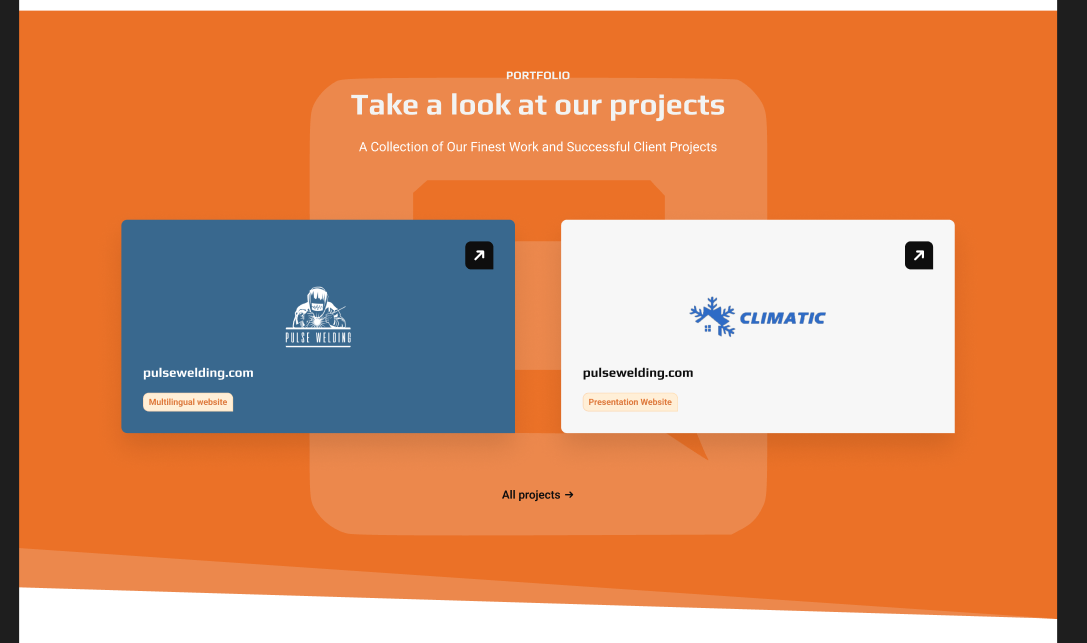 PORTFOLIO
Take a look at our projects
A Collection of Our Finest Work and Successful Client Projects
PULSE WELDING
pulsewelding.com
Multilingual website
CLIMATIC
pulsewelding.com
Presentation Website
All projects →